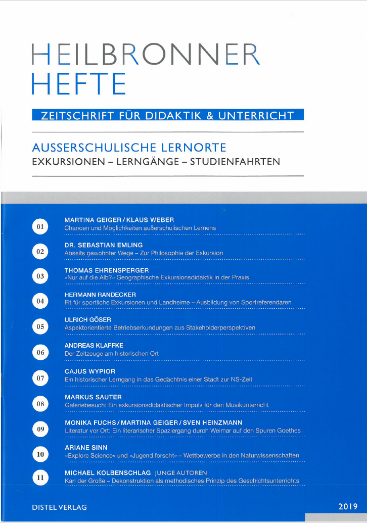 HEILBRONNER
HEFTE
ZEITSCHRIFT FÜR DIDAKTIK & UNTERRICHT
AUSSERSCHULISCHE LERNORTE
EXKURSIONEN – LERNGÄNGE – STUDIENFAHRTEN
01 MARTINA GEIGER/KLAUS WEBER
Chancen und Möglichkeiten außerschulischen Lernens
02 DR. SEBASTIAN EMLING
Abseits gewohnter Wege – Zur Philosophie der Exkursion
03 THOMAS EHRENSPERGER
»Nur auf die Alb?« Geographische Exkursionsdidaktik in der Praxis
04 HERMANN RANDECKER
Fit für sportliche Exkursionen und Landheime – Ausbildung von Sportreferendaren
05 ULRICH GÖSER
Aspektorientierte Betriebserkundungen aus Stakeholderperspektiven
06 ANDREAS KLAFFKE
Der Zeitzeuge am historischen Ort
07 CAJUS WYPIOR
Ein historischer Lerngang in das Gedächtnis einer Stadt zur NS-Zeit
08 MARKUS SAUTER
Galeriebesuch: Ein exkursionsdidaktischer Impuls für den Musikunterricht
09 MONIKA FUCHS/MARTINA GEIGER/SVEN HEINZMANN
Literatur vor Ort: Ein literarischer Spaziergang durch Weimar auf den Spuren Goethes
10 ARIANE SINN
»Explore Science« und »Jugend forscht« – Wettbewerbe in den Naturwissenschaften
11 MICHAEL KOLBENSCHLAG JUNGE AUTOREN
Karl der Große – Dekonstruktion als methodisches Prinzip des Geschichtsunterrichts
DISTEL VERLAG
2019